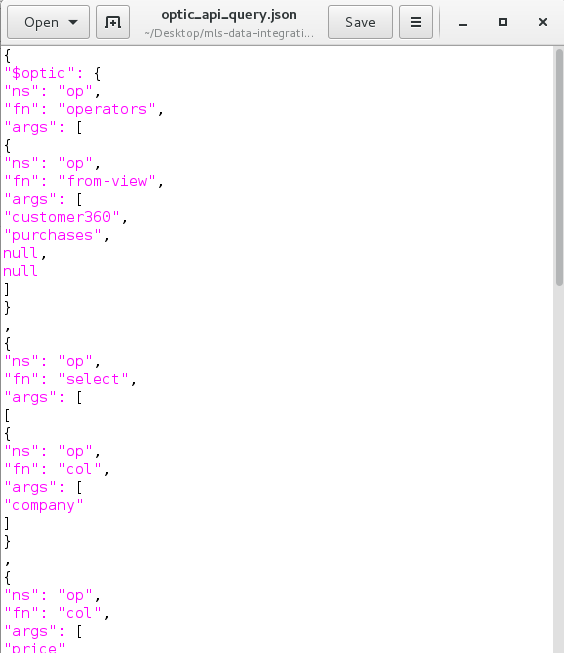 Open
optic_api_query.json
~/Desktop/mls-data-integrati...
Save
{
"$optic": {
"ns": "op",
"fn": "operators",
"args": [
{
"ns": "op",
"fn": "from-view",
"args": [
"customer360",
"purchases",
null,
null
]
}
,
{
"ns": "op",
"fn": "select",
"args": [
[
{
"ns": "op",
"fn": "col",
"args": [
"company"
]
}
,
{
"ns": "op",
"fn": "col",
"args": [
"price"